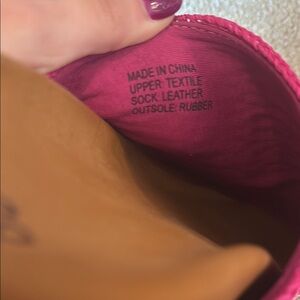 MADE IN CHINA
UPPER: TEXTILE
SOCK: LEATHER
OUTSOLE: RUBBER